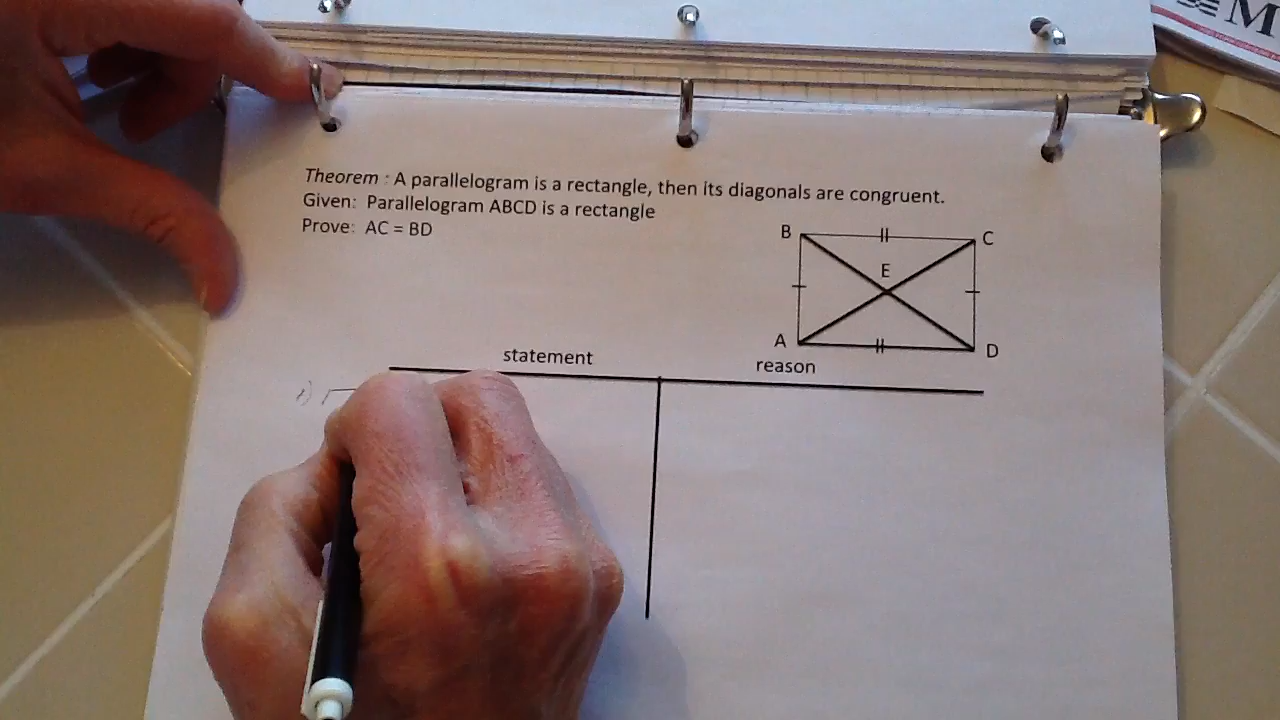 M
Theorem : A parallelogram is a rectangle, then its diagonals are congruent.
Given: Parallelogram ABCD is a rectangle
Prove: AC = BD
B
C
E
A
D
statement
reason
1)